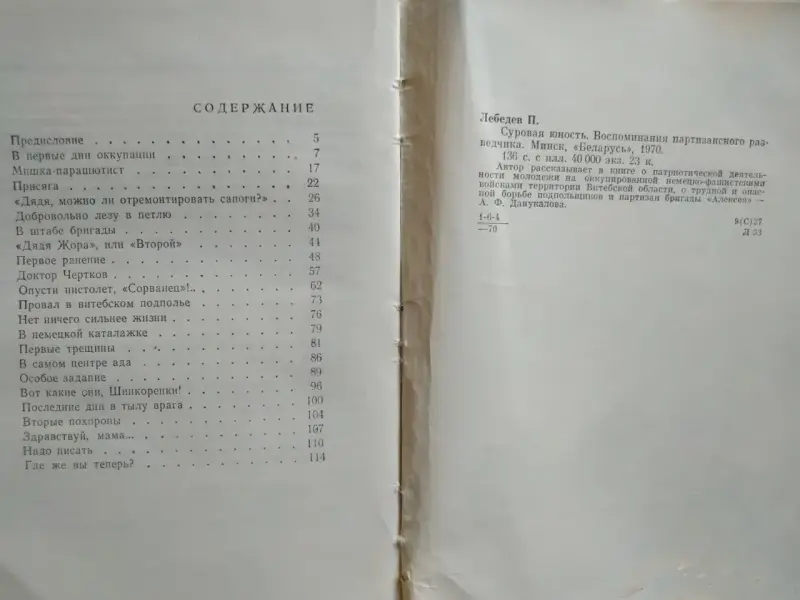 СОДЕРЖАНИЕ
Предисловие . . . . . . . . . . . . . . 5
В первые дни оккупации . . . . . . . . . . 7
Мишка-парашютист . . . . . . . . . . . . 17
Присяга . . . . . . . . . . . . . . . . 22
«Дядя, можно ли отремонтировать сапоги?» . . 26
Добровольно лезу в петлю . . . . . . . . . 34
В штабе бригады . . . . . . . . . . . . 40
«Дядя Жора», или «Второй» . . . . . . . 44
Первое ранение . . . . . . . . . . . . 48
Доктор Чертков . . . . . . . . . . . . 57
Опусти пистолет, «Сорванец»!.. . . . . . . . 62
Провал в витебском подполье . . . . . . . 73
Нет ничего сильнее жизни . . . . . . . . . 76
В немецкой каталажке . . . . . . . . . . 79
Первые трещины . . . . . . . . . . . . 81
В самом центре ада . . . . . . . . . . . 86
Особое задание . . . . . . . . . . . . 89
Вот какие они, Шинкоренки! . . . . . . . . 96
Последние дни в тылу врага . . . . . . . . 100
Вторые похороны . . . . . . . . . . . . 104
Здравствуй, мама... . . . . . . . . . . . 107
Надо писать . . . . . . . . . . . . . 110
Где же вы теперь? . . . . . . . . . . . 114
Лебедев П.
Суровая юность. Воспоминания партизанского раз-
ведчика. Минск, «Беларусь», 1970.
136 с. с илл. 40 000 экз. 23 к.
Автор рассказывает в книге о патриотической деятель-
ности молодежи на оккупированной немецко-фашистскими
войсками территории Витебской области, о трудной и опас-
ной борьбе подпольщиков и партизан бригады «Алексея» —
А. Ф. Данукалова.
1-6-4
—70
9(С)27
Л 33